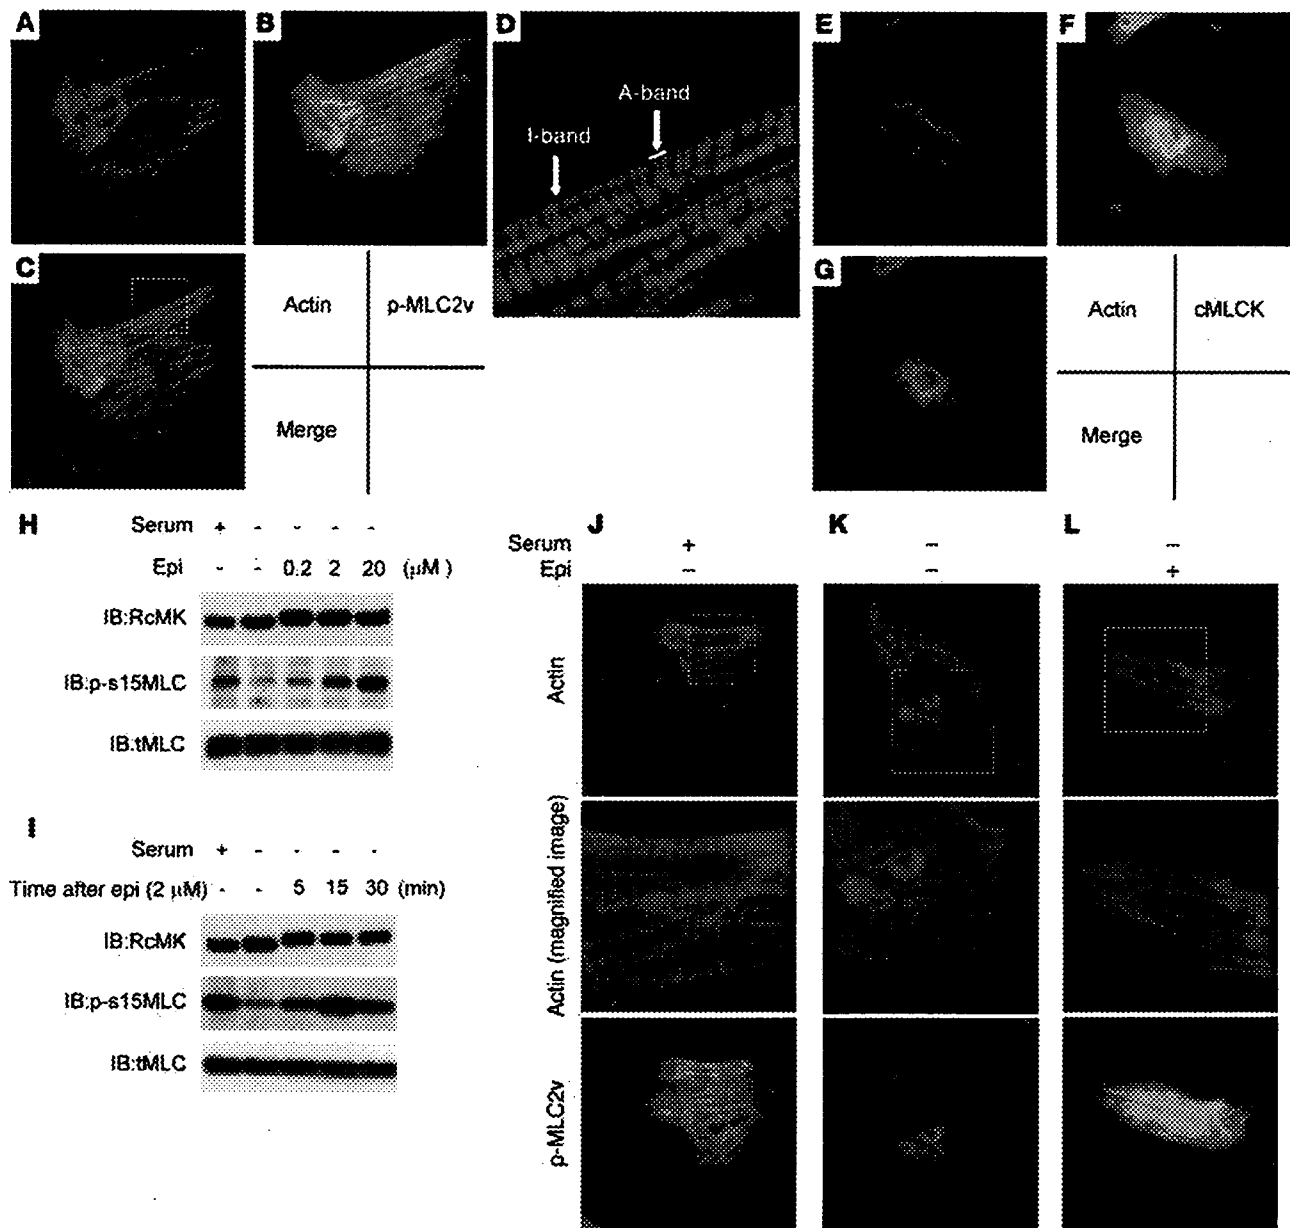 A B D E F
A-band
I-band
C G
Actin p-MLC2v Actin cMLCK
Merge Merge
H Serum + - - - -
Epi - - 0.2 2 20 (μM )
IB:RcMK
IB:p-s15MLC
IB:tMLC
I
Serum + - - - -
Time after epi (2 μM) - - 5 15 30 (min)
IB:RcMK
IB:p-s15MLC
IB:tMLC
J K L
Serum + − −
Epi − − +
Actin
Actin (magnified image)
p-MLC2v